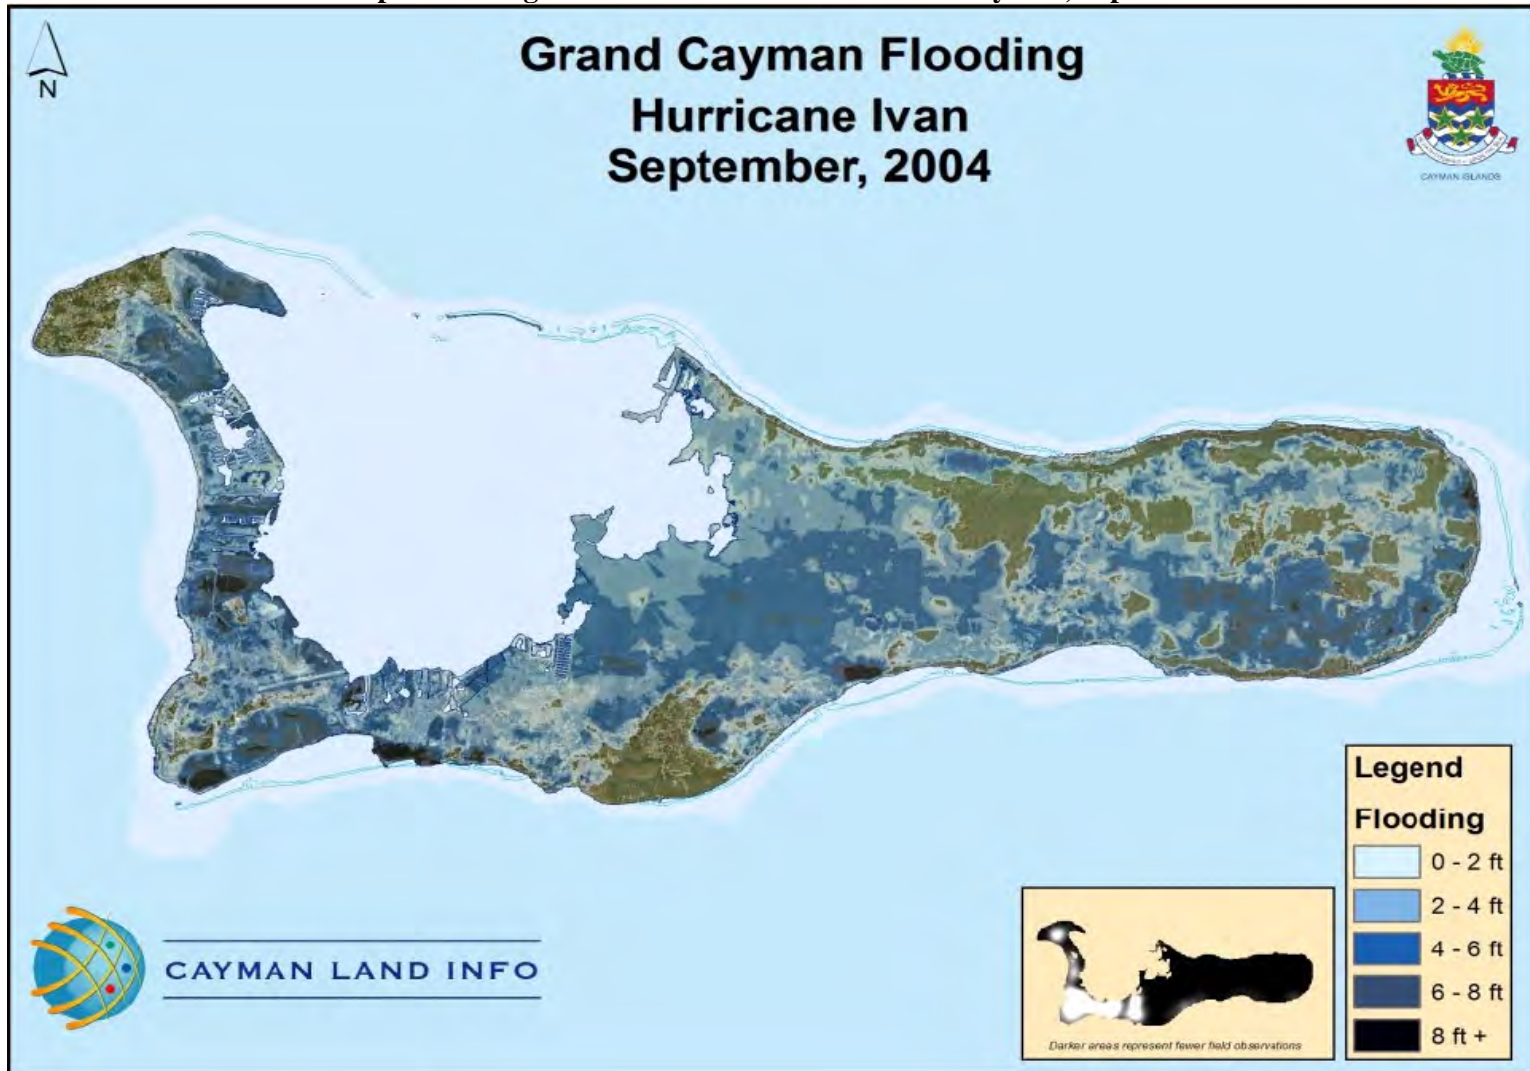 Grand Cayman Flooding
Hurricane Ivan
September, 2004
N
CAYMAN ISLANDS
Legend
Flooding
0 - 2 ft
2 - 4 ft
4 - 6 ft
6 - 8 ft
8 ft +
CAYMAN LAND INFO
Darker areas represent fewer field observations